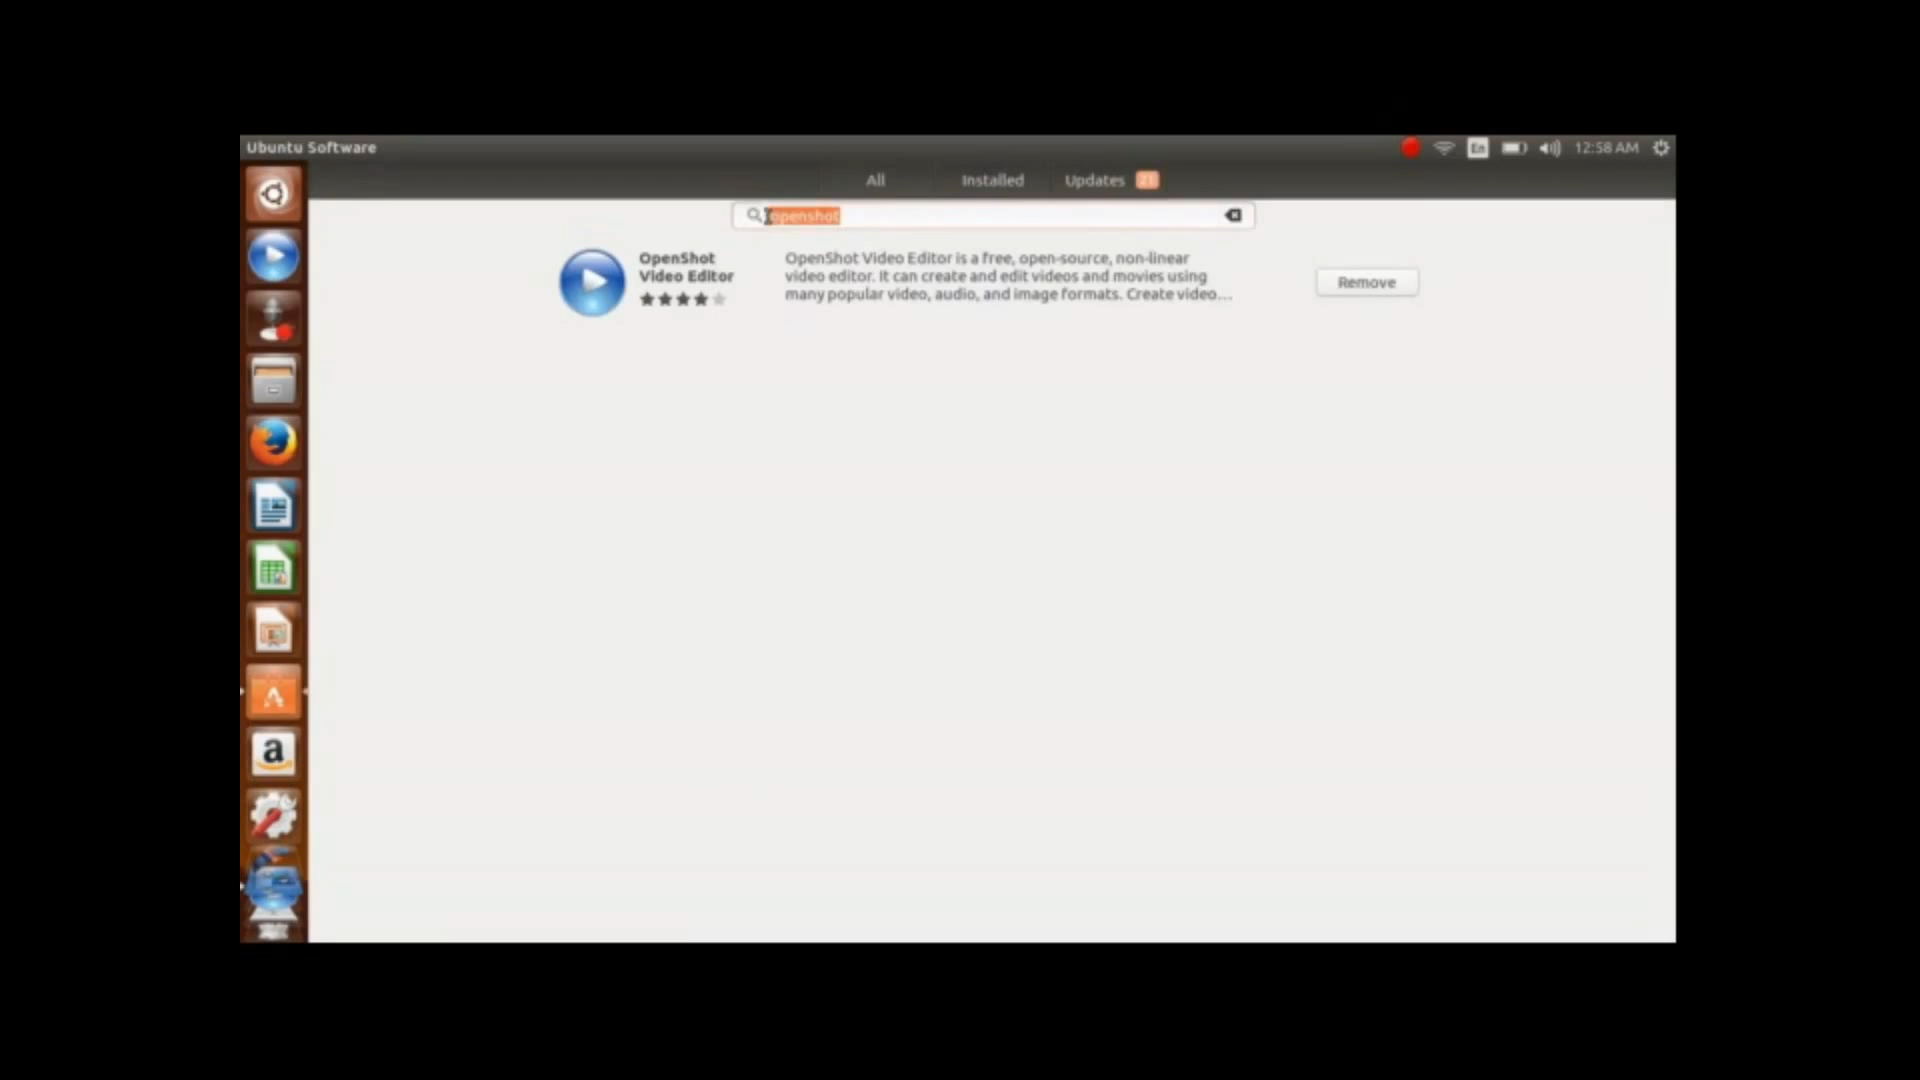 Ubuntu Software
En
12:58 AM
All
Installed
Updates 21
openshot
OpenShot
Video Editor
OpenShot Video Editor is a free, open-source, non-linear
video editor. It can create and edit videos and movies using
many popular video, audio, and image formats. Create video...
Remove
a